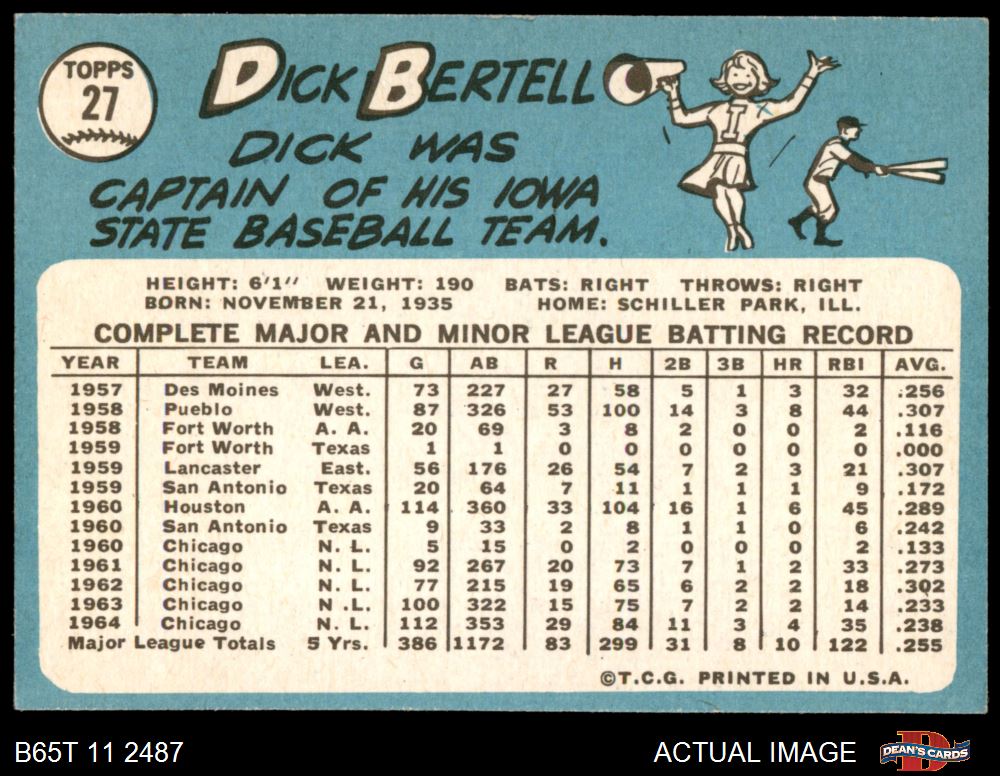 TOPPS
27
DICK BERTELL
DICK WAS
CAPTAIN OF HIS IOWA
STATE BASEBALL TEAM.
I
HEIGHT: 6'1" WEIGHT: 190 BATS: RIGHT THROWS: RIGHT
BORN: NOVEMBER 21, 1935 HOME: SCHILLER PARK, ILL.
COMPLETE MAJOR AND MINOR LEAGUE BATTING RECORD
YEAR TEAM LEA. G AB R H 2B 3B HR RBI AVG.
1957 Des Moines West. 73 227 27 58 5 1 3 32 .256
1958 Pueblo West. 87 326 53 100 14 3 8 44 .307
1958 Fort Worth A. A. 20 69 3 8 2 0 0 2 .116
1959 Fort Worth Texas 1 1 0 0 0 0 0 0 .000
1959 Lancaster East. 56 176 26 54 7 2 3 21 .307
1959 San Antonio Texas 20 64 7 11 1 1 1 9 .172
1960 Houston A. A. 114 360 33 104 16 1 6 45 .289
1960 San Antonio Texas 9 33 2 8 1 1 0 6 .242
1960 Chicago N. L. 5 15 0 2 0 0 0 2 .133
1961 Chicago N. L. 92 267 20 73 7 1 2 33 .273
1962 Chicago N. L. 77 215 19 65 6 2 2 18 .302
1963 Chicago N .L. 100 322 15 75 7 2 2 14 .233
1964 Chicago N. L. 112 353 29 84 11 3 4 35 .238
Major League Totals 5 Yrs. 386 1172 83 299 31 8 10 122 .255
©T.C.G. PRINTED IN U.S.A.
B65T 11 2487 ACTUAL IMAGE
D
DEAN'S CARDS